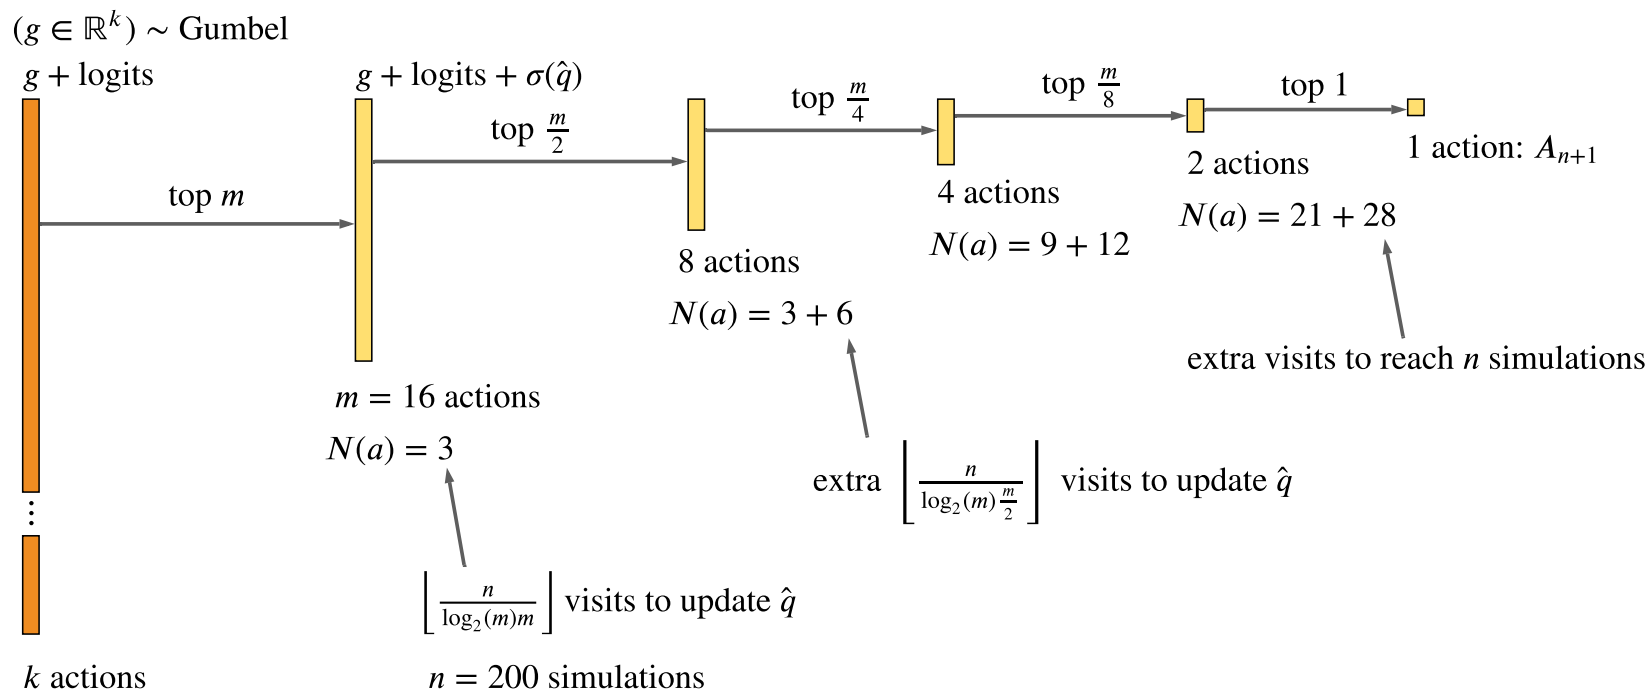 (g ∈ ℝ^k) ∼ Gumbel
g + logits
g + logits + σ(q̂)
top m
top m/2
top m/4
top m/8
top 1
1 action: A_{n+1}
2 actions
N(a) = 21 + 28
4 actions
N(a) = 9 + 12
8 actions
N(a) = 3 + 6
extra visits to reach n simulations
m = 16 actions
N(a) = 3
extra ⌊n/(log₂(m) m/2)⌋ visits to update q̂
⋮
⌊n/(log₂(m)m)⌋ visits to update q̂
k actions
n = 200 simulations